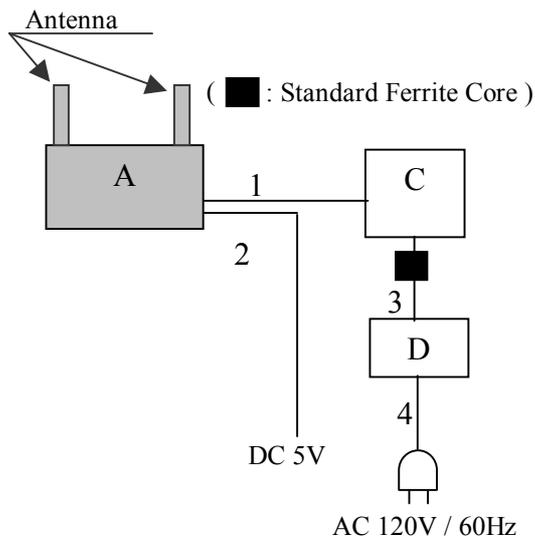 Antenna
( : Standard Ferrite Core )
A
1
C
2
3
D
4
DC 5V
AC 120V / 60Hz